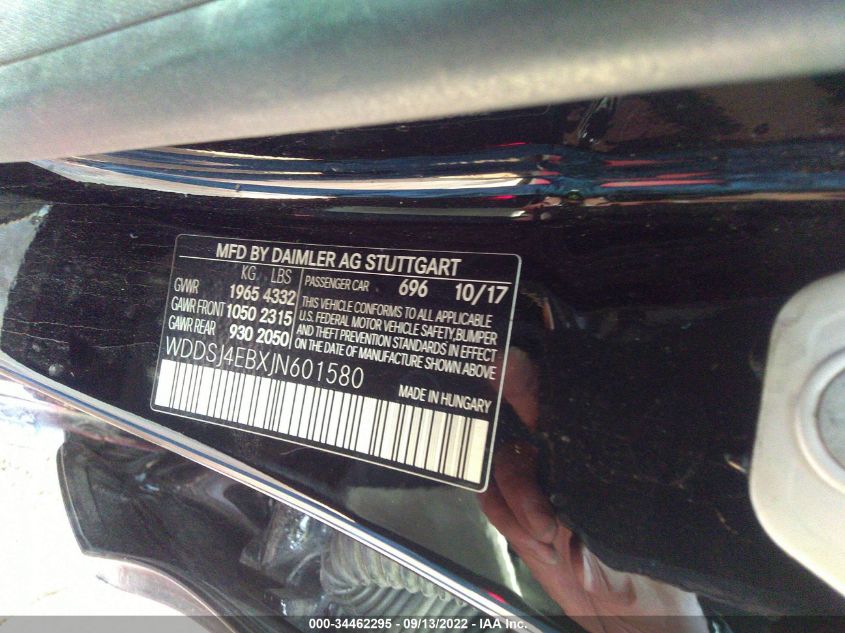 MFD BY DAIMLER AG STUTTGART
KG LBS
GVWR 1965 4332
GAWR FRONT 1050 2315
GAWR REAR 930 2050
PASSENGER CAR 696 10/17
THIS VEHICLE CONFORMS TO ALL APPLICABLE
U.S. FEDERAL MOTOR VEHICLE SAFETY, BUMPER
AND THEFT PREVENTION STANDARDS IN EFFECT
ON THE DATE OF MANUFACTURE SHOWN ABOVE
WDDSJ4EBXJN601580
MADE IN HUNGARY
000-34462295 - 09/13/2022 - IAA Inc.